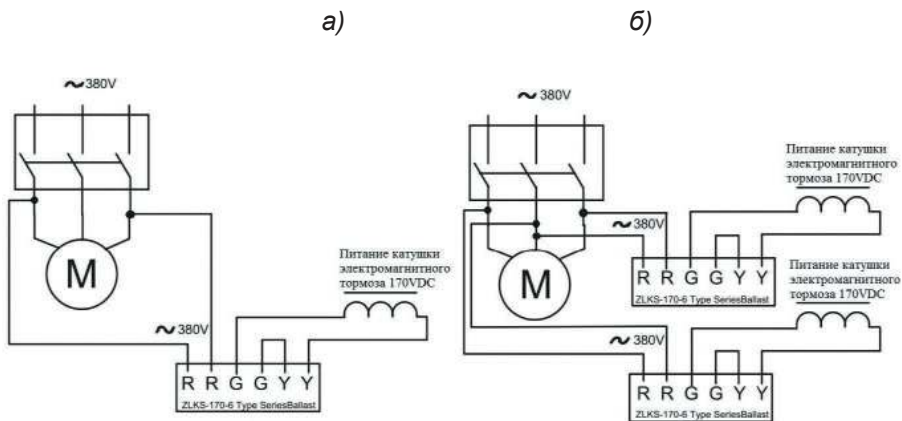 а)
б)
~380V
M
~380V
R R G G Y Y
ZLKS-170-6 Type SeriesBallast
Питание катушки
электромагнитного
тормоза 170VDC
~380V
M
~380V
R R G G Y Y
ZLKS-170-6 Type SeriesBallast
Питание катушки
электромагнитного
тормоза 170VDC
~380V
R R G G Y Y
ZLKS-170-6 Type SeriesBallast
Питание катушки
электромагнитного
тормоза 170VDC